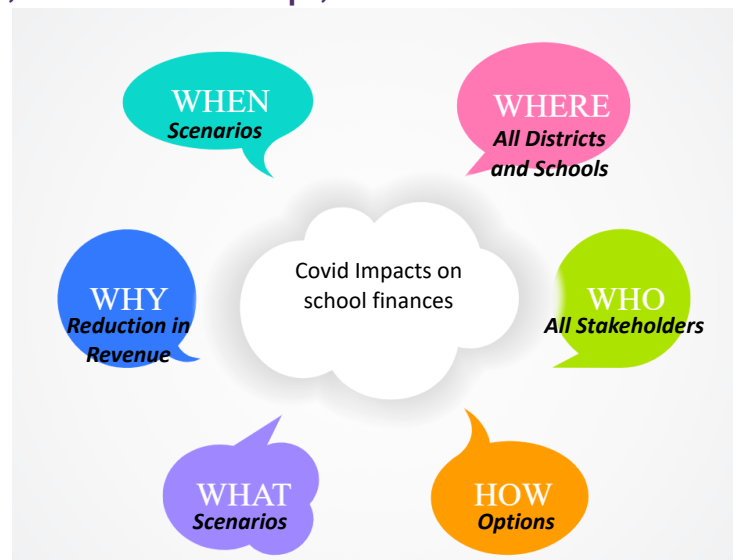 WHEN
Scenarios
WHERE
All Districts
and Schools
Covid Impacts on
school finances
WHY
Reduction in
Revenue
WHO
All Stakeholders
WHAT
Scenarios
HOW
Options